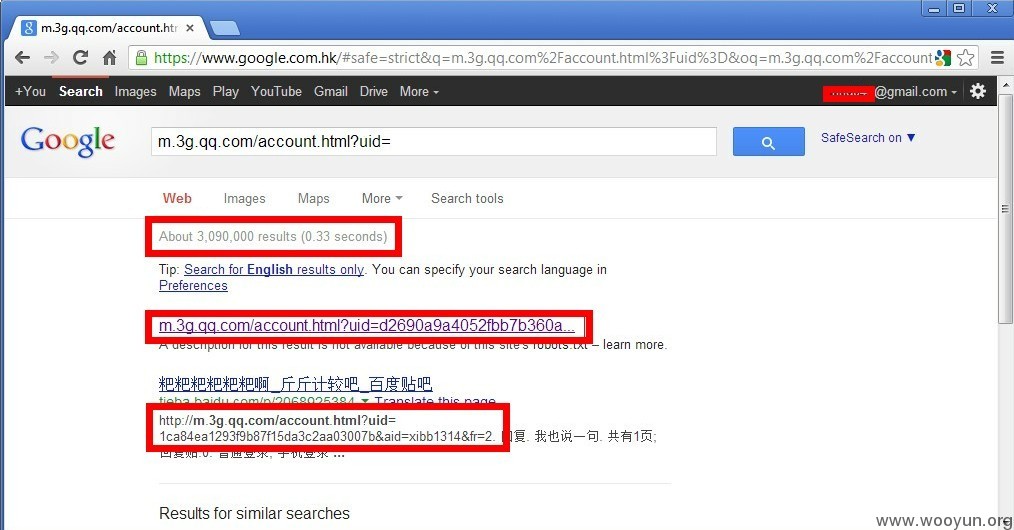 m.3g.qq.com/account.htm
https://www.google.com.hk/#safe=strict&q=m.3g.qq.com%2Faccount.html%3Fuid%3D&oq=m.3g.qq.com%2Faccount
+You Search Images Maps Play YouTube Gmail Drive More
@gmail.com
Google
m.3g.qq.com/account.html?uid=
SafeSearch on ▼
Web Images Maps More Search tools
About 3,090,000 results (0.33 seconds)
Tip: Search for English results only. You can specify your search language in
Preferences
m.3g.qq.com/account.html?uid=d2690a9a4052fbb7b360a...
A description for this result is not available because of this site's robots.txt – learn more.
粑粑粑粑粑粑啊_斤斤计较吧_百度贴吧
tieba.baidu.com/p/2068925384 Translate this page
http://m.3g.qq.com/account.html?uid=
1ca84ea1293f9b87f15da3c2aa03007b&aid=xibb1314&fr=2. 回复. 我也说一句. 共有1页;
回复贴:0. 普通登录; 手机登录 ...
Results for similar searches
www.wooyun.org